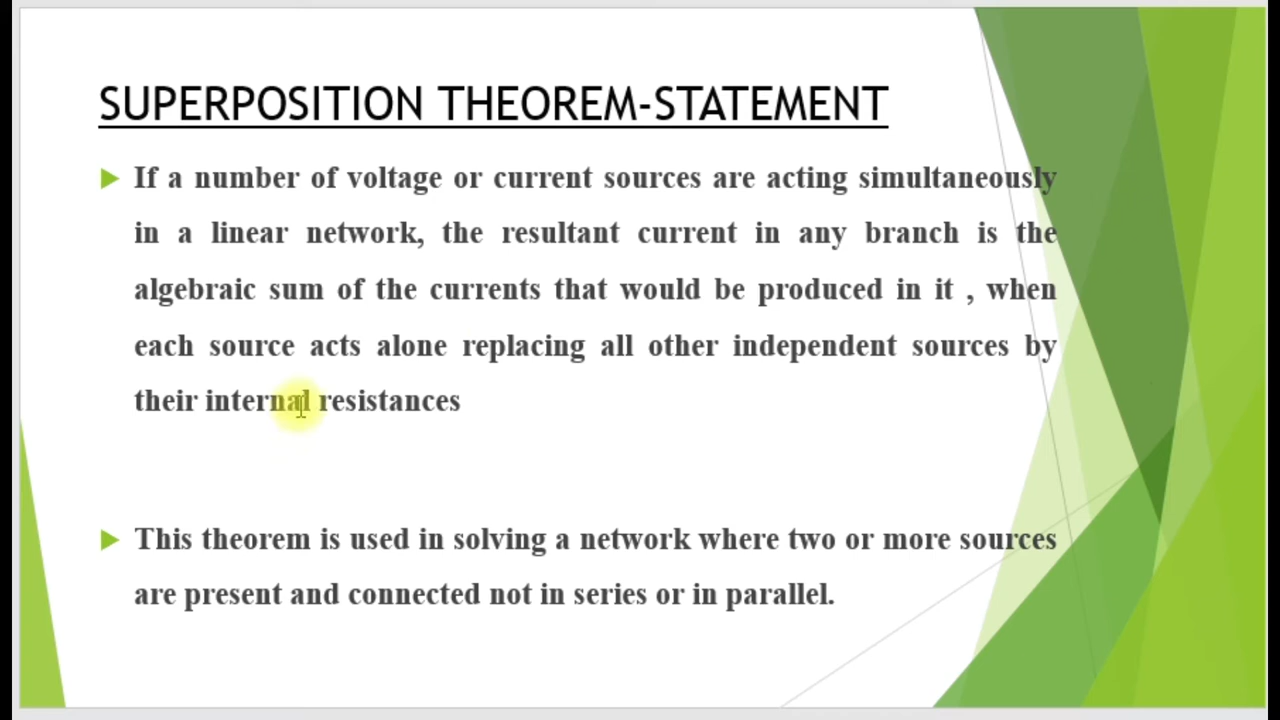 SUPERPOSITION THEOREM-STATEMENT
If a number of voltage or current sources are acting simultaneously
in a linear network, the resultant current in any branch is the
algebraic sum of the currents that would be produced in it , when
each source acts alone replacing all other independent sources by
their internal resistances
This theorem is used in solving a network where two or more sources
are present and connected not in series or in parallel.